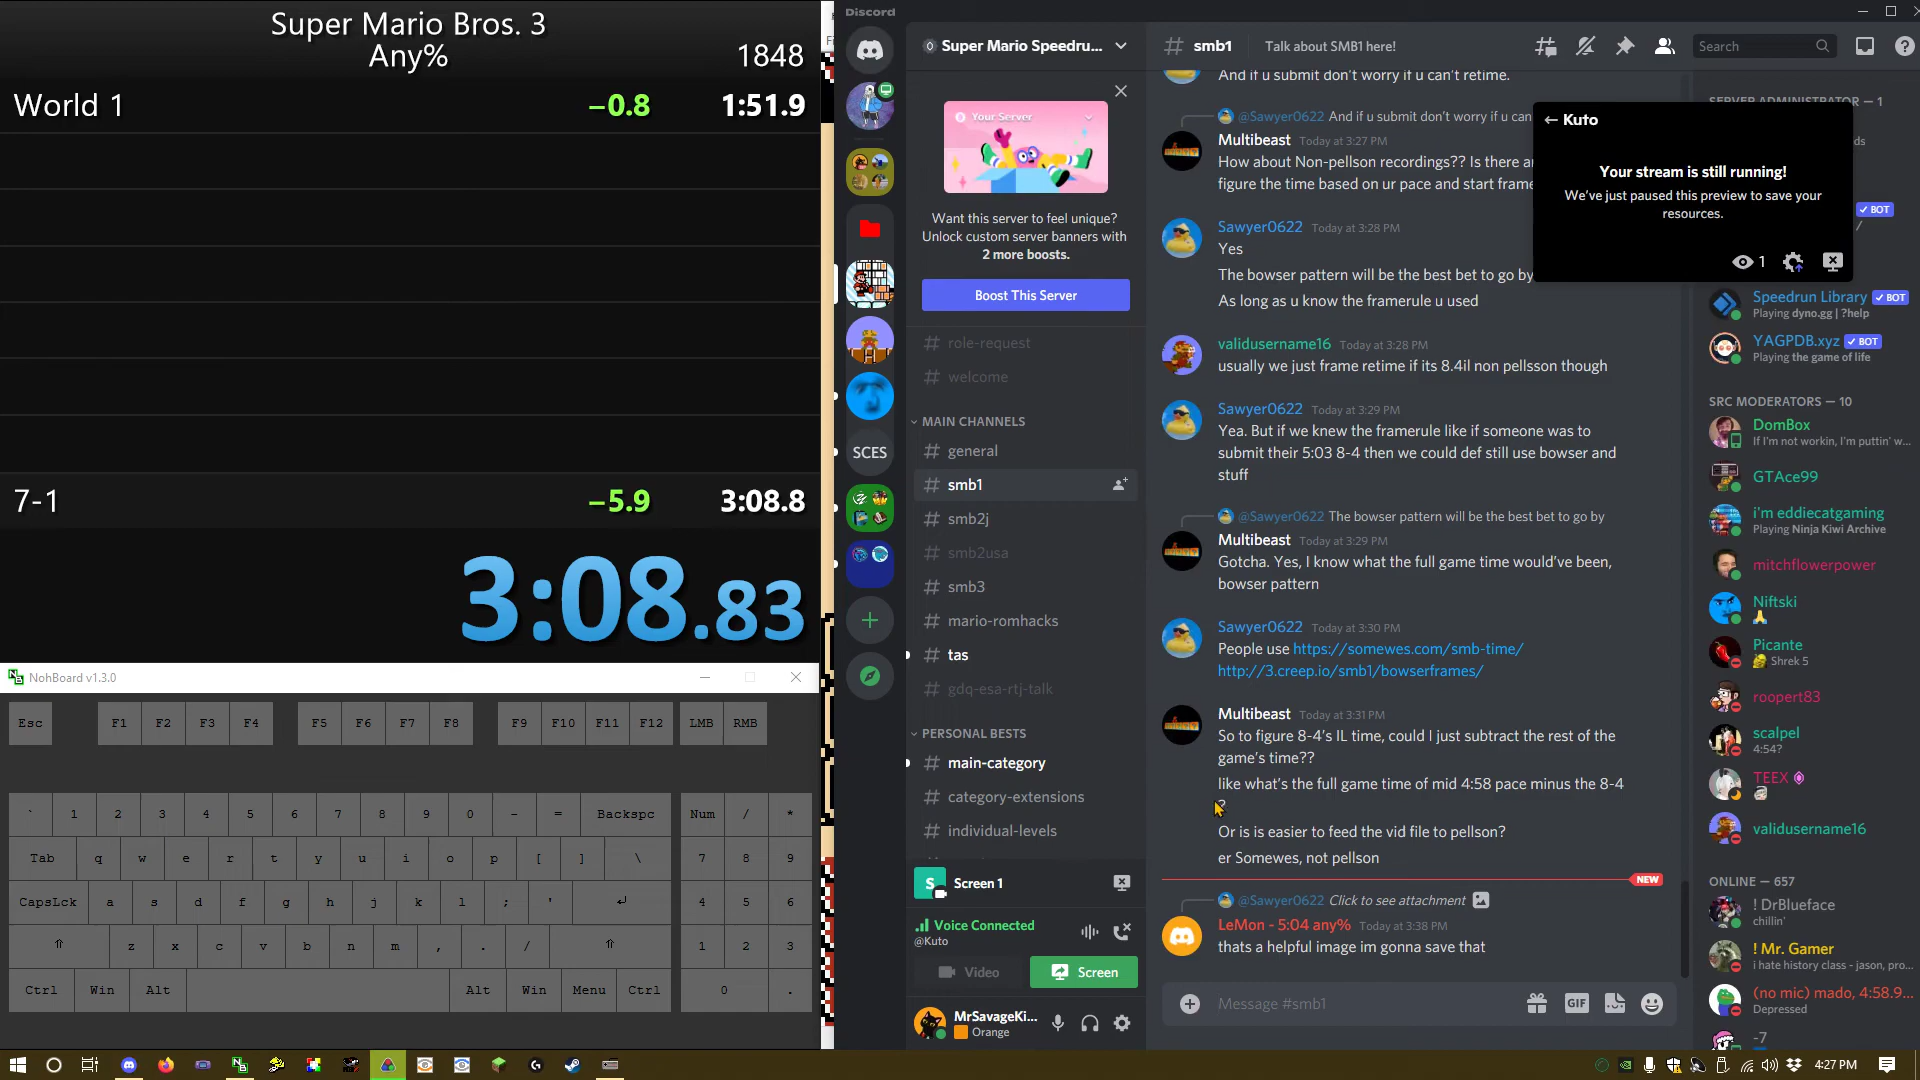 Super Mario Bros. 3
Any%
1848
World 1
−0.8
1:51.9
7-1
−5.9
3:08.8
3:08.83
NohBoard v1.3.0
Esc F1 F2 F3 F4 F5 F6 F7 F8 F9 F10 F11 F12 LMB RMB
` 1 2 3 4 5 6 7 8 9 0 - = Backspc Num / *
Tab q w e r t y u i o p [ ] \ 7 8 9
CapsLck a s d f g h j k l ; ' 4 5 6
z x c v b n m , . / 1 2 3
Ctrl Win Alt Alt Win Menu Ctrl 0 .
Discord
SCES
Super Mario Speedru...
Your Server
Want this server to feel unique?
Unlock custom server banners with
2 more boosts.
Boost This Server
# role-request
# welcome
MAIN CHANNELS
# general
# smb1
# smb2j
# smb2usa
# smb3
# mario-romhacks
# tas
# gdq-esa-rtj-talk
PERSONAL BESTS
# main-category
# category-extensions
# individual-levels
S
Screen 1
Voice Connected
@Kuto
Video
Screen
MrSavageKi...
Orange
# smb1
Talk about SMB1 here!
Search
And if u submit don't worry if u can't retime.
@Sawyer0622 And if u submit don't worry if u can
Multibeast Today at 3:27 PM
How about Non-pellson recordings?? Is there a
figure the time based on ur pace and start frame
Sawyer0622 Today at 3:28 PM
Yes
The bowser pattern will be the best bet to go by
As long as u know the framerule u used
validusername16 Today at 3:28 PM
usually we just frame retime if its 8.4il non pellsson though
Sawyer0622 Today at 3:29 PM
Yea. But if we knew the framerule like if someone was to
submit their 5:03 8-4 then we could def still use bowser and
stuff
@Sawyer0622 The bowser pattern will be the best bet to go by
Multibeast Today at 3:29 PM
Gotcha. Yes, I know what the full game time would've been,
bowser pattern
Sawyer0622 Today at 3:30 PM
People use https://somewes.com/smb-time/
http://3.creep.io/smb1/bowserframes/
Multibeast Today at 3:31 PM
So to figure 8-4's IL time, could I just subtract the rest of the
game's time??
like what's the full game time of mid 4:58 pace minus the 8-4
?
Or is is easier to feed the vid file to pellson?
er Somewes, not pellson
NEW
@Sawyer0622 Click to see attachment
LeMon - 5:04 any% Today at 3:38 PM
thats a helpful image im gonna save that
Message #smb1
GIF
← Kuto
Your stream is still running!
We've just paused this preview to save your
resources.
1
SERVER ADMINISTRATOR — 1
ds
BOT
/
Speedrun Library BOT
Playing dyno.gg | ?help
YAGPDB.xyz BOT
Playing the game of life
SRC MODERATORS — 10
DomBox
If I'm not workin, I'm puttin' w...
GTAce99
i'm eddiecatgaming
Playing Ninja Kiwi Archive
mitchflowerpower
Niftski
Picante
Shrek 5
roopert83
scalpel
4:54?
TEEX
validusername16
ONLINE — 657
! DrBlueface
chillin'
! Mr. Gamer
i hate history class - jason, pro...
(no mic) mado, 4:58.9...
Depressed
-7
4:27 PM